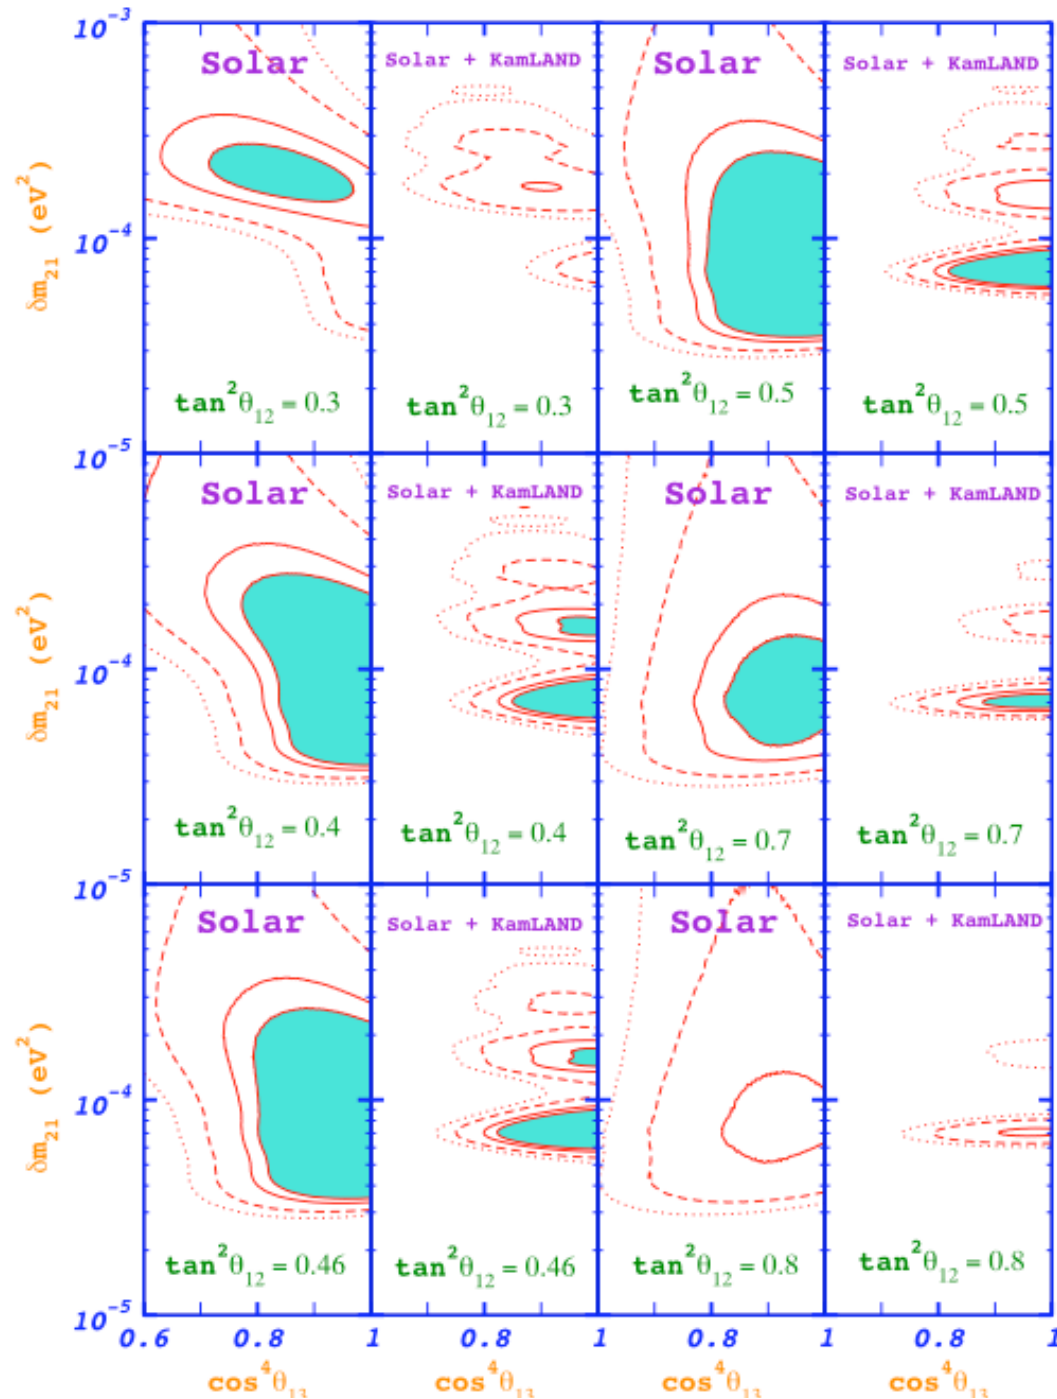 10^-3
Solar
Solar + KamLAND
Solar
Solar + KamLAND
δm_21 (eV^2)
10^-4
tan^2θ_12 = 0.3
tan^2θ_12 = 0.3
tan^2θ_12 = 0.5
tan^2θ_12 = 0.5
10^-5
Solar
Solar + KamLAND
Solar
Solar + KamLAND
δm_21 (eV^2)
10^-4
tan^2θ_12 = 0.4
tan^2θ_12 = 0.4
tan^2θ_12 = 0.7
tan^2θ_12 = 0.7
10^-5
Solar
Solar + KamLAND
Solar
Solar + KamLAND
δm_21 (eV^2)
10^-4
tan^2θ_12 = 0.46
tan^2θ_12 = 0.46
tan^2θ_12 = 0.8
tan^2θ_12 = 0.8
10^-5
0.6 0.8 1 0.8 1 0.8 1 0.8 1
cos^4θ_13 cos^4θ_13 cos^4θ_13 cos^4θ_13